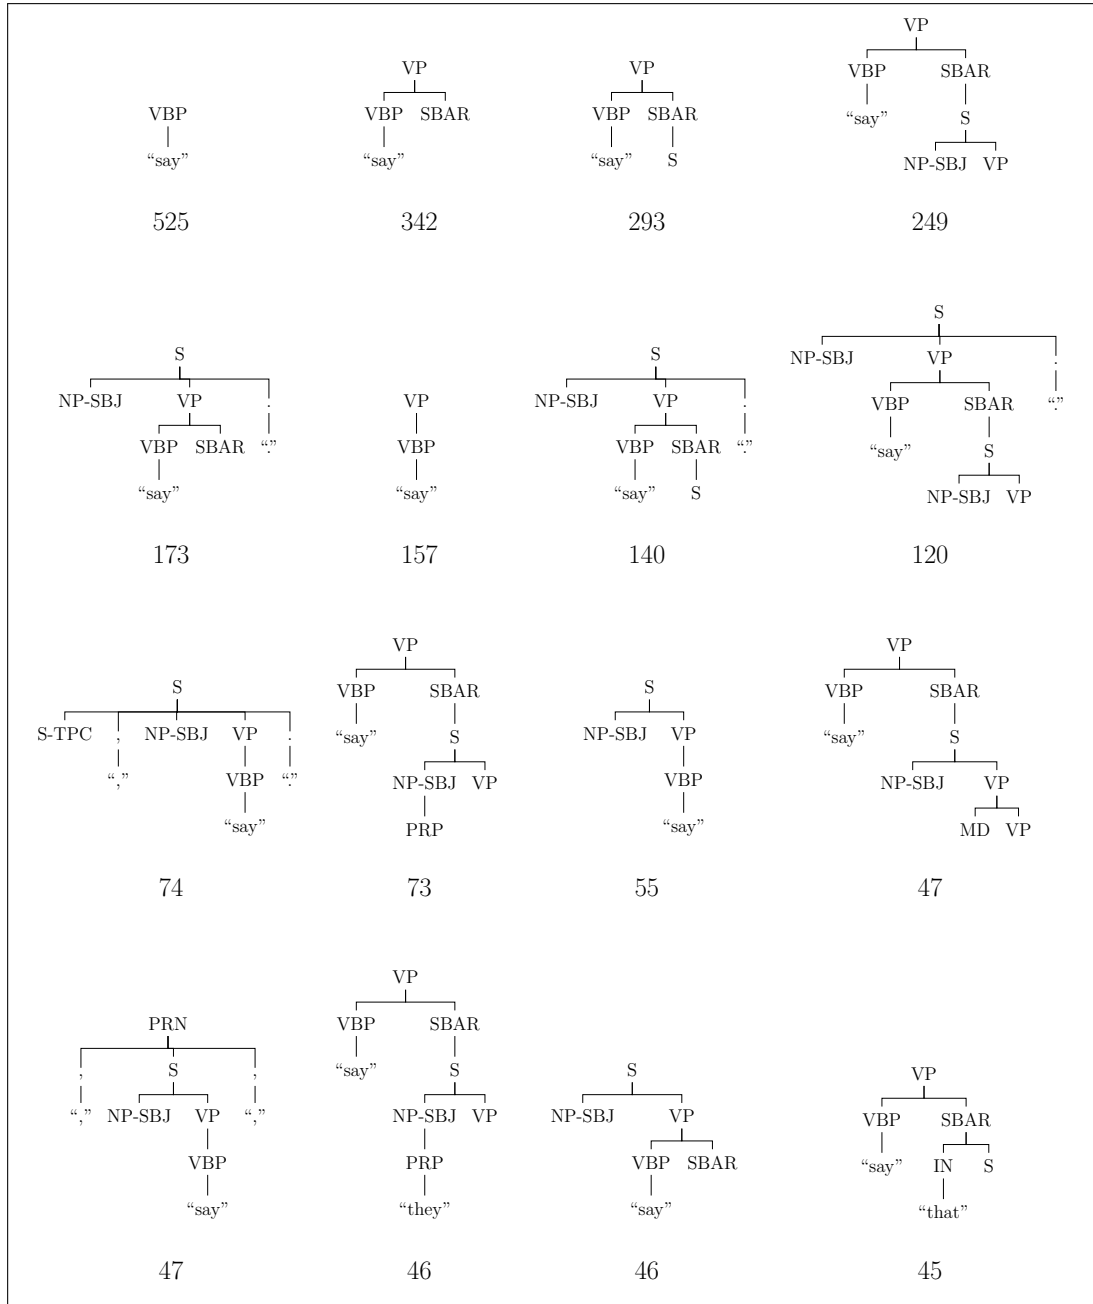 VP
VBP SBAR
“say” S
NP-SBJ VP
VP
VBP SBAR
“say”
VP
VBP SBAR
“say” S
VBP
“say”
525 342 293 249
S
NP-SBJ VP .
VBP SBAR “.”
“say”
VP
VBP
“say”
S
NP-SBJ VP .
VBP SBAR “.”
“say” S
S
NP-SBJ VP .
VBP SBAR “.”
“say” S
NP-SBJ VP
173 157 140 120
S
S-TPC , NP-SBJ VP .
“,” VBP “.”
“say”
VP
VBP SBAR
“say” S
NP-SBJ VP
PRP
S
NP-SBJ VP
VBP
“say”
VP
VBP SBAR
“say” S
NP-SBJ VP
MD VP
74 73 55 47
PRN
, S ,
“,” NP-SBJ VP “,”
VBP
“say”
VP
VBP SBAR
“say” S
NP-SBJ VP
PRP
“they”
S
NP-SBJ VP
VBP SBAR
“say”
VP
VBP SBAR
“say” IN S
“that”
47 46 46 45